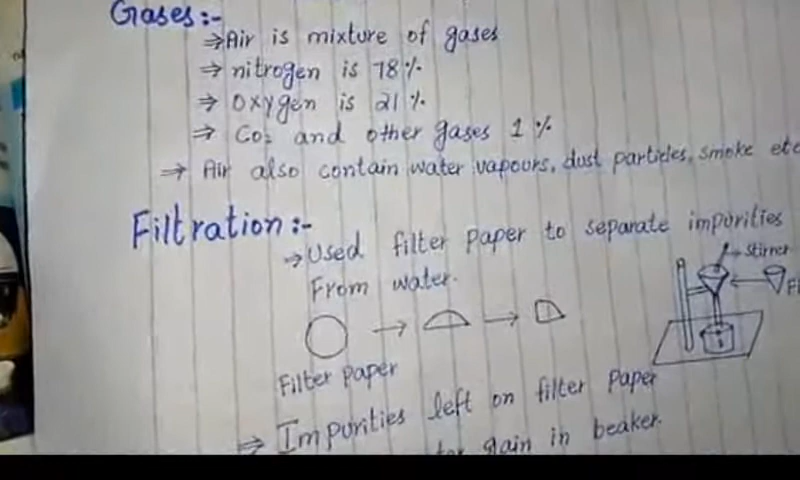 Gases:-
⇒ Air is mixture of gases
⇒ nitrogen is 78%
⇒ Oxygen is 21%
⇒ CO₂ and other gases 1%
⇒ Air also contain water vapours, dust particles, smoke etc
Filtration:-
→ Used filter paper to separate impurities
From water.
→ Stirrer
Filter paper
⇒ Impurities left on filter paper
gain in beaker.